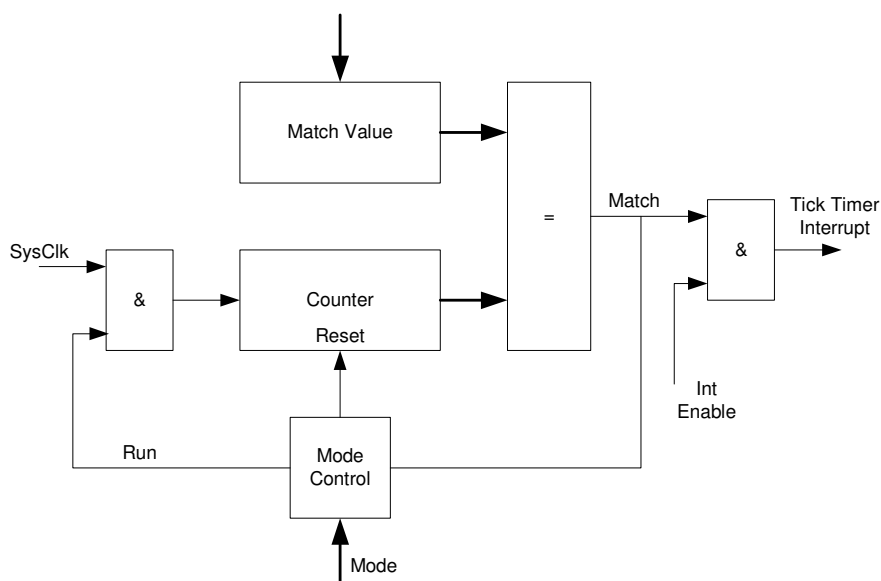 Match Value
SysClk
&
Counter
Reset
=
Match
&
Tick Timer
Interrupt
Int
Enable
Run
Mode
Control
Mode